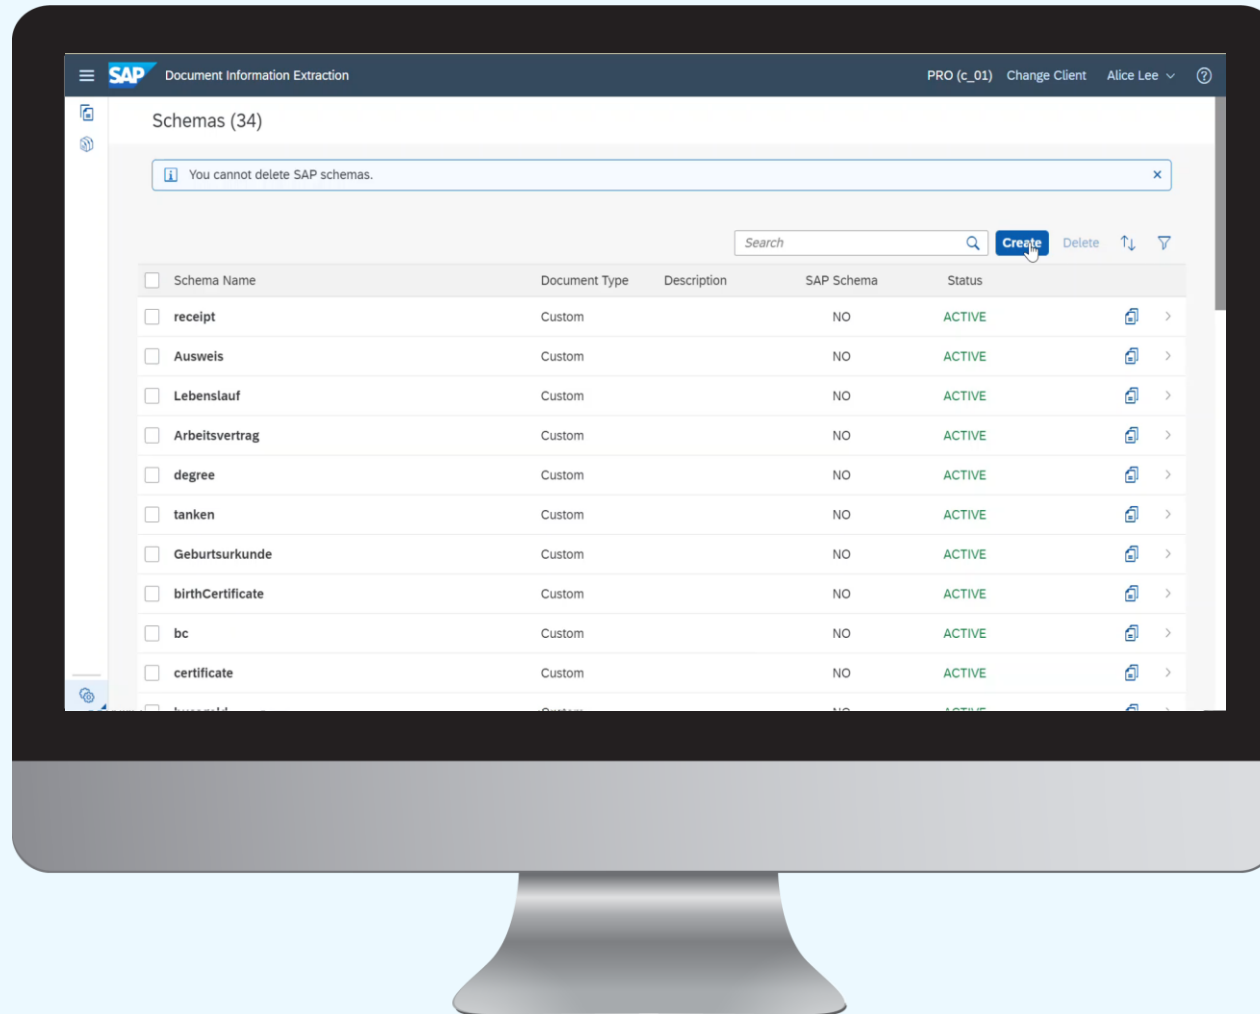 SAP Document Information Extraction PRO (c_01) Change Client Alice Lee
Schemas (34)
You cannot delete SAP schemas.
Search Create Delete
Schema Name Document Type Description SAP Schema Status
receipt Custom NO ACTIVE
Ausweis Custom NO ACTIVE
Lebenslauf Custom NO ACTIVE
Arbeitsvertrag Custom NO ACTIVE
degree Custom NO ACTIVE
tanken Custom NO ACTIVE
Geburtsurkunde Custom NO ACTIVE
birthCertificate Custom NO ACTIVE
bc Custom NO ACTIVE
certificate Custom NO ACTIVE